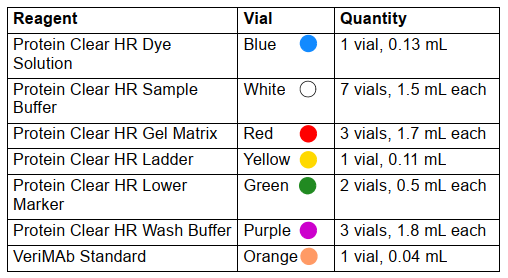 Reagent Vial Quantity
Protein Clear HR Dye Blue 1 vial, 0.13 mL
Solution
Protein Clear HR Sample White 7 vials, 1.5 mL each
Buffer
Protein Clear HR Gel Matrix Red 3 vials, 1.7 mL each
Protein Clear HR Ladder Yellow 1 vial, 0.11 mL
Protein Clear HR Lower Green 2 vials, 0.5 mL each
Marker
Protein Clear HR Wash Buffer Purple 3 vials, 1.8 mL each
VeriMAb Standard Orange 1 vial, 0.04 mL